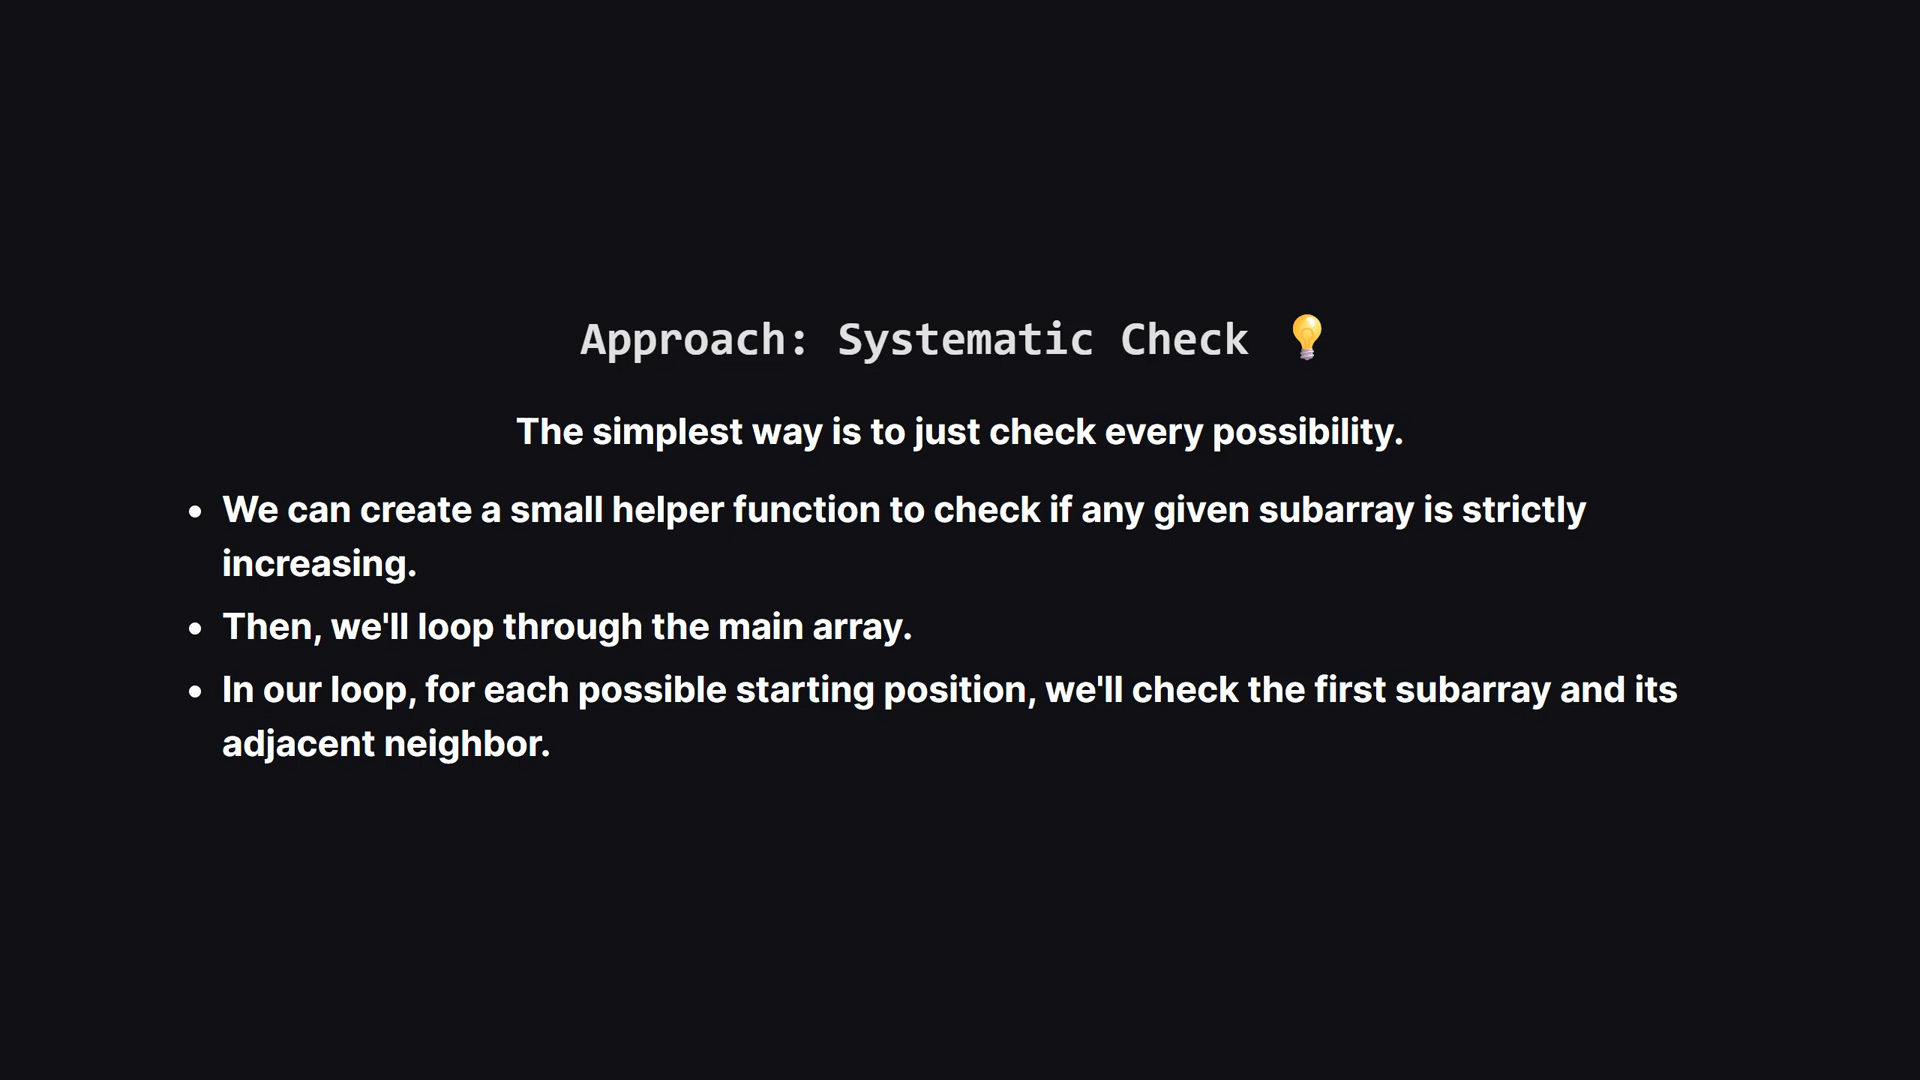 Approach: Systematic Check 💡
The simplest way is to just check every possibility.
• We can create a small helper function to check if any given subarray is strictly
increasing.
• Then, we'll loop through the main array.
• In our loop, for each possible starting position, we'll check the first subarray and its
adjacent neighbor.